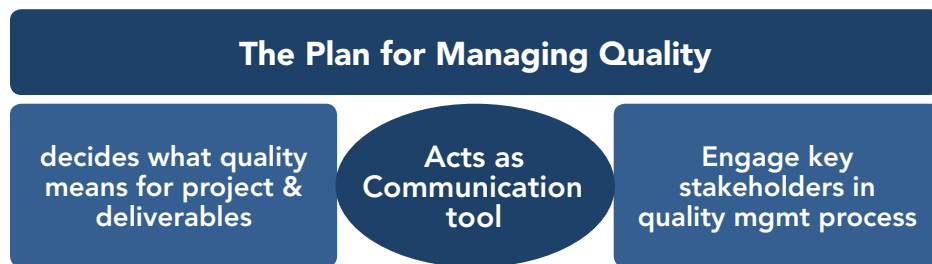 The Plan for Managing Quality
decides what quality
means for project &
deliverables
Acts as
Communication
tool
Engage key
stakeholders in
quality mgmt process